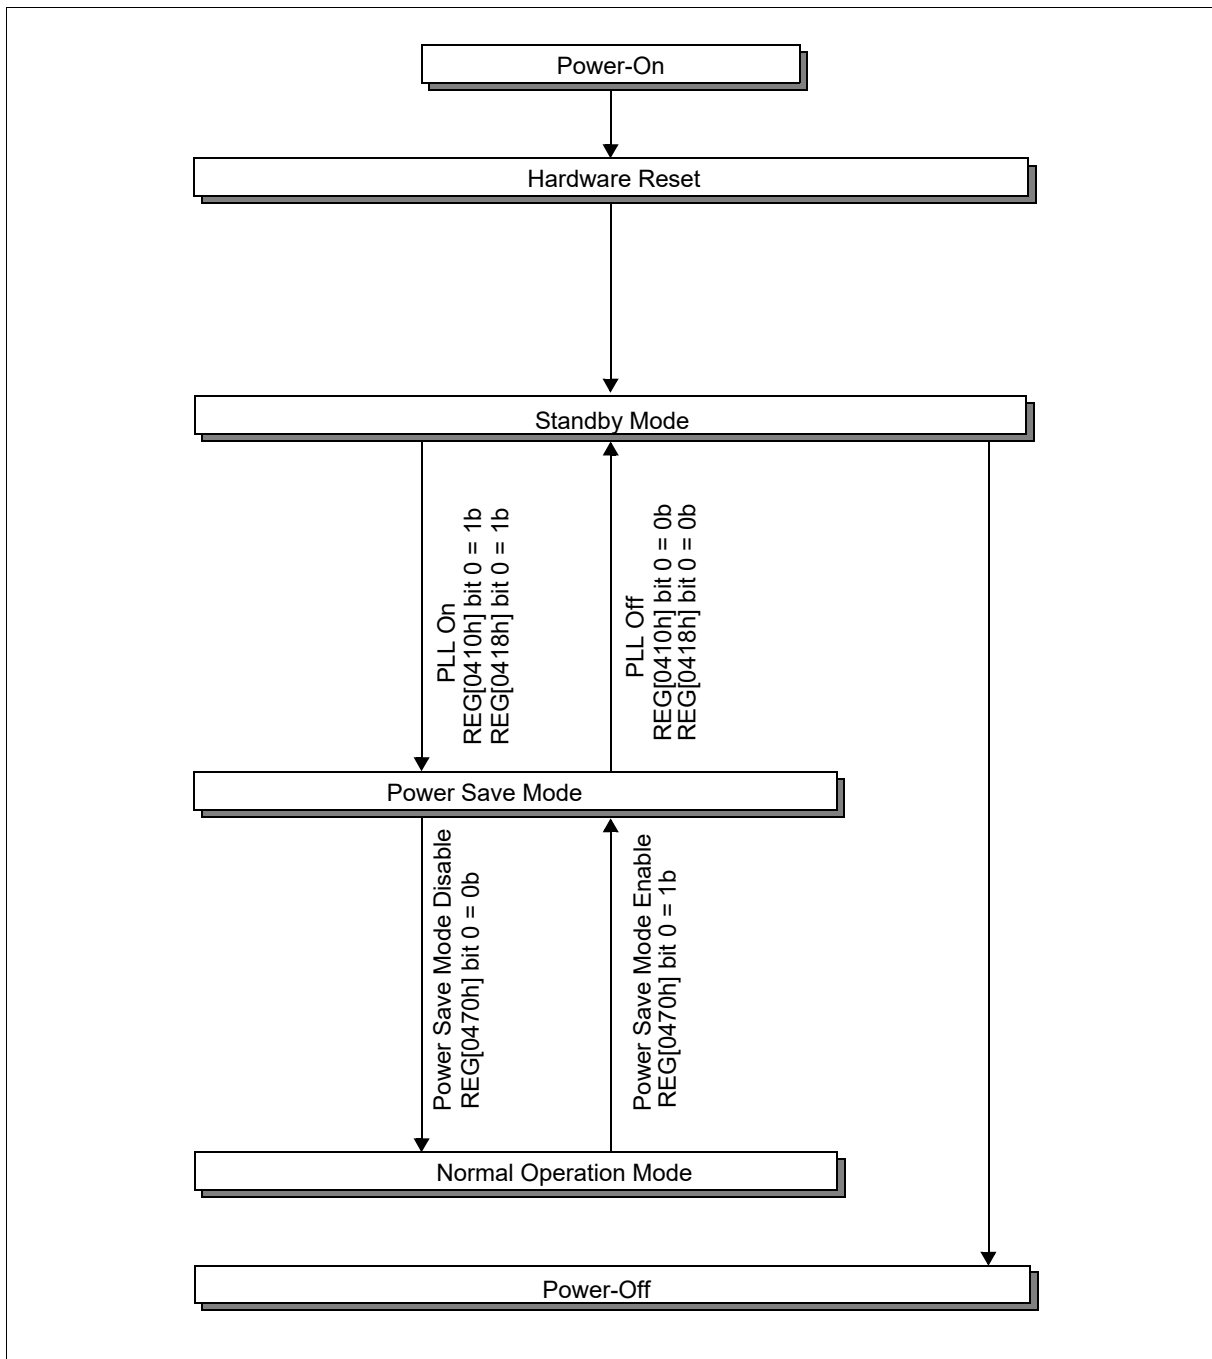 Power-On
Hardware Reset
Standby Mode
PLL On
REG[0410h] bit 0 = 1b
REG[0418h] bit 0 = 1b
PLL Off
REG[0410h] bit 0 = 0b
REG[0418h] bit 0 = 0b
Power Save Mode
Power Save Mode Disable
REG[0470h] bit 0 = 0b
Power Save Mode Enable
REG[0470h] bit 0 = 1b
Normal Operation Mode
Power-Off